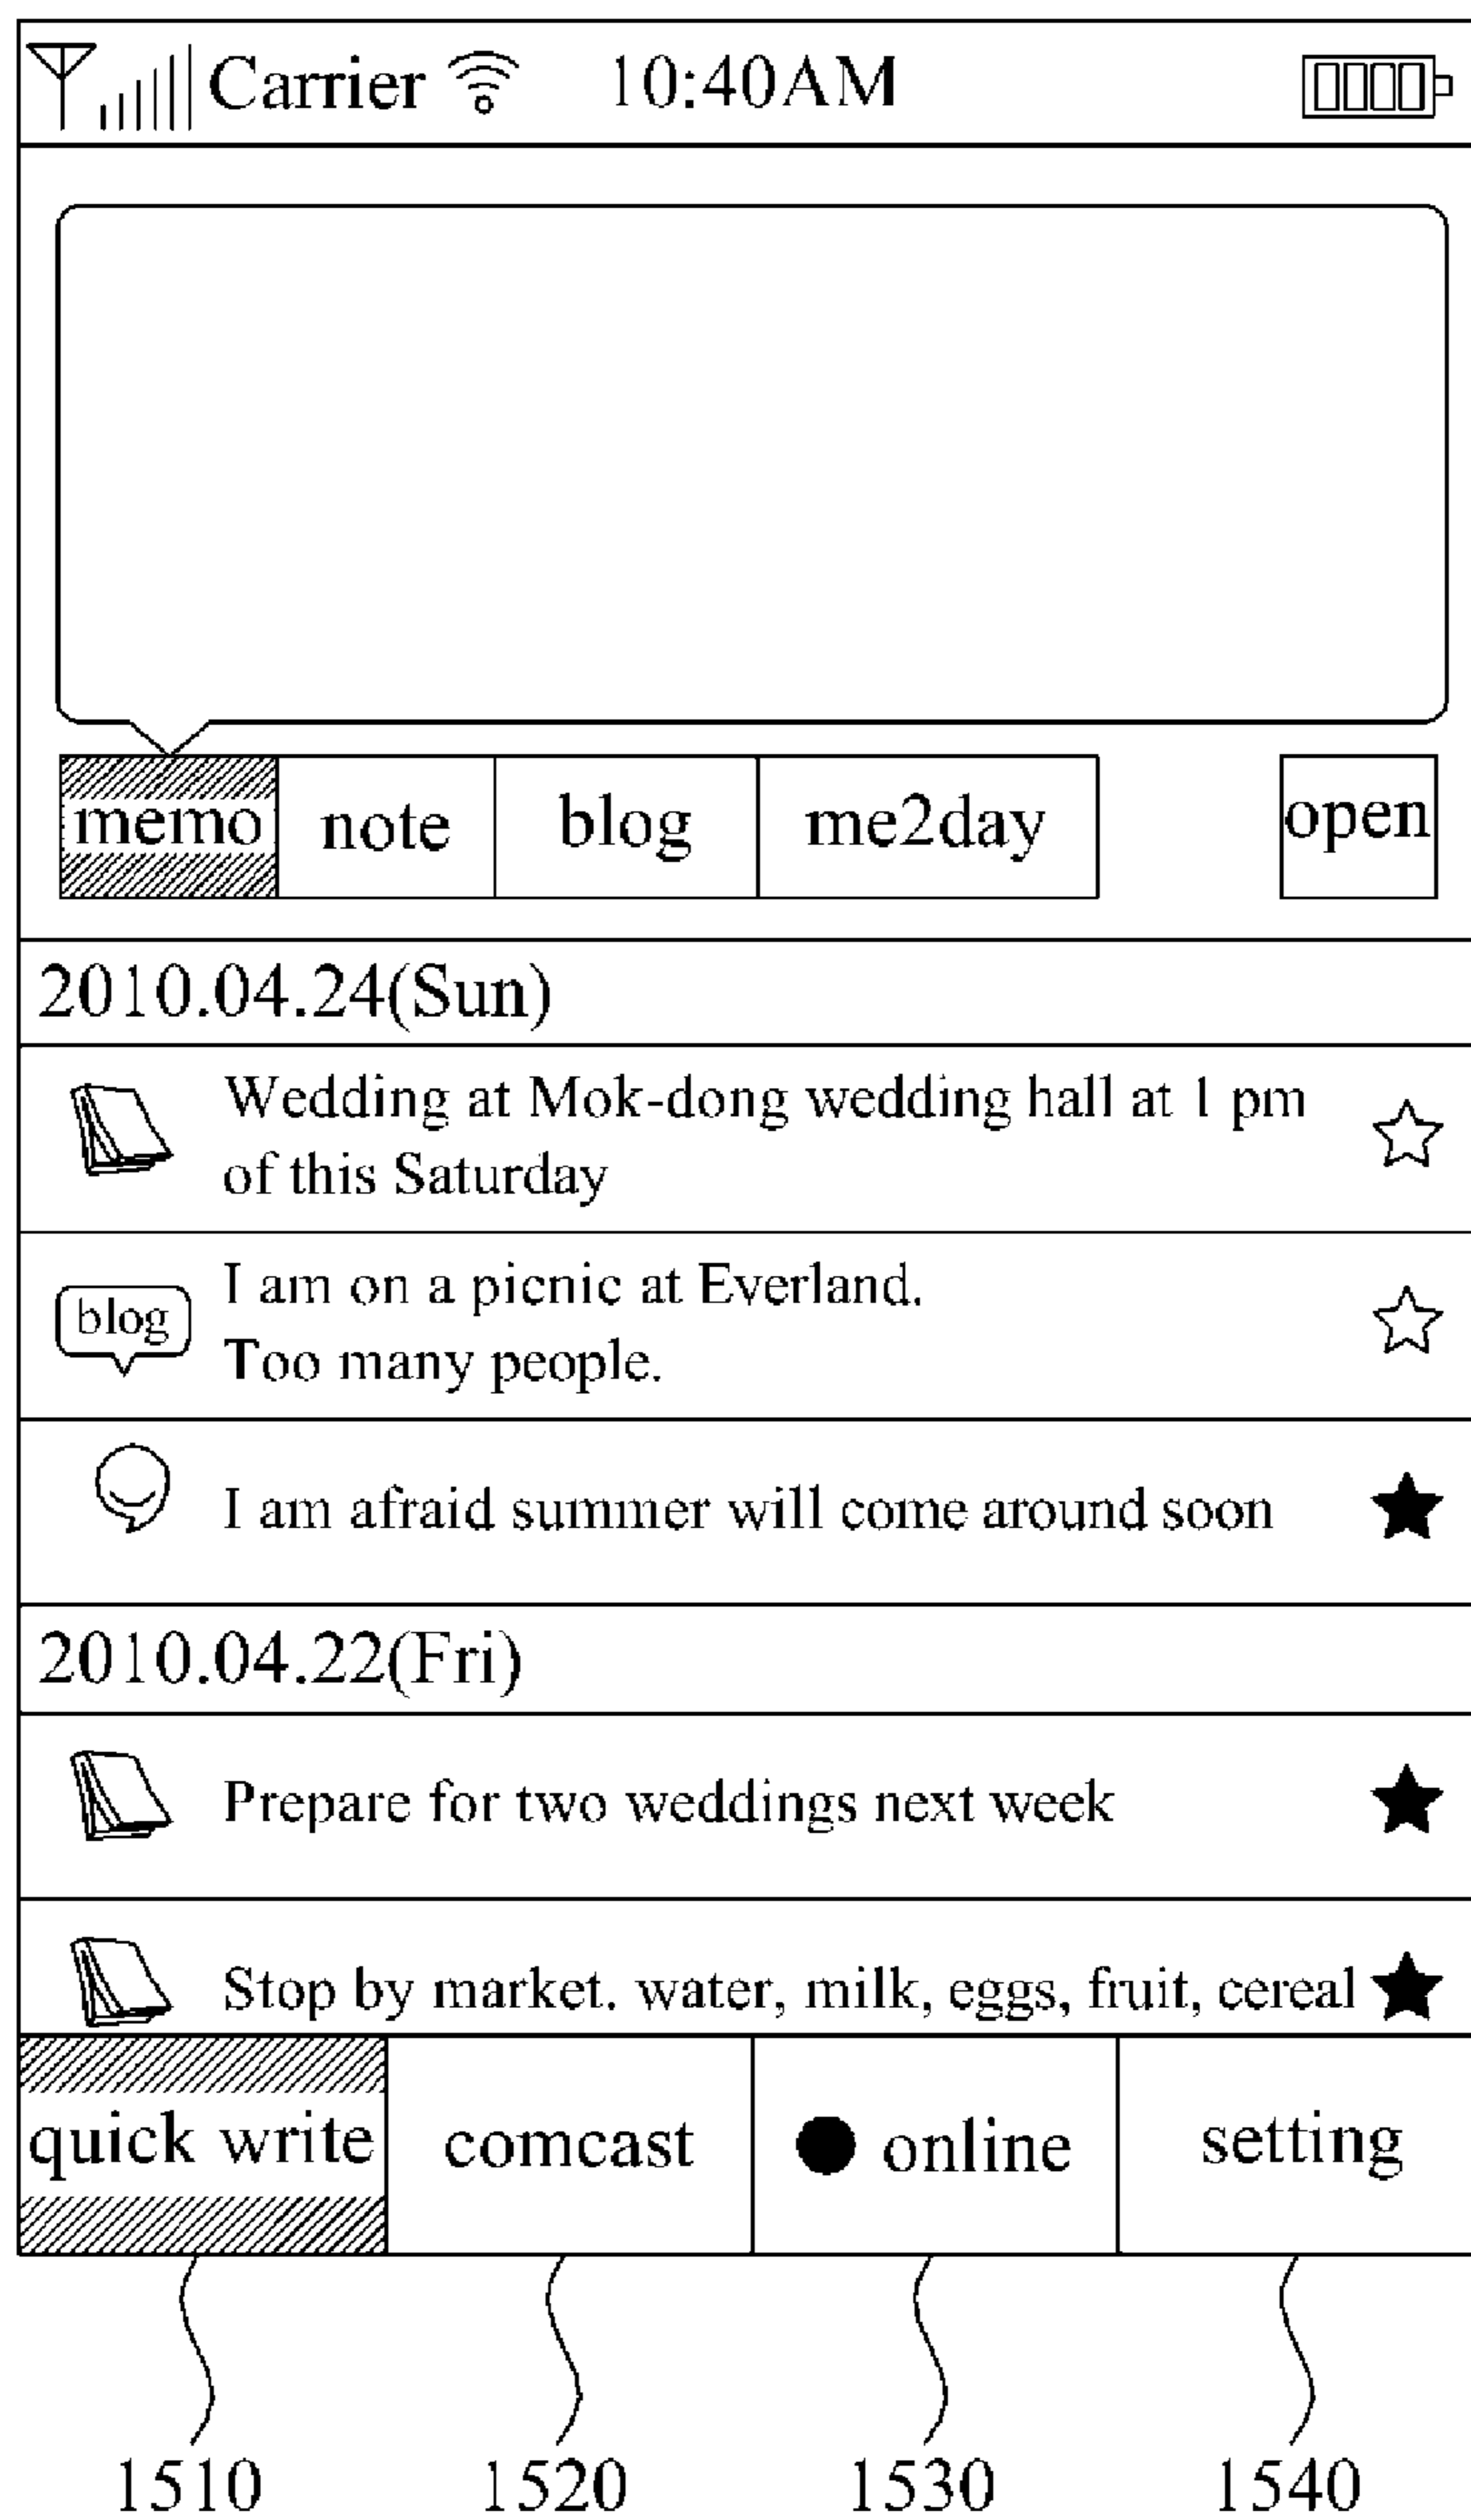 Carrier 10:40AM
memo note blog me2day open
2010.04.24(Sun)
Wedding at Mok-dong wedding hall at 1 pm
of this Saturday
blog
I am on a picnic at Everland.
Too many people.
I am afraid summer will come around soon
2010.04.22(Fri)
Prepare for two weddings next week
Stop by market. water, milk, eggs, fruit, cereal
quick write comcast online setting
1510 1520 1530 1540